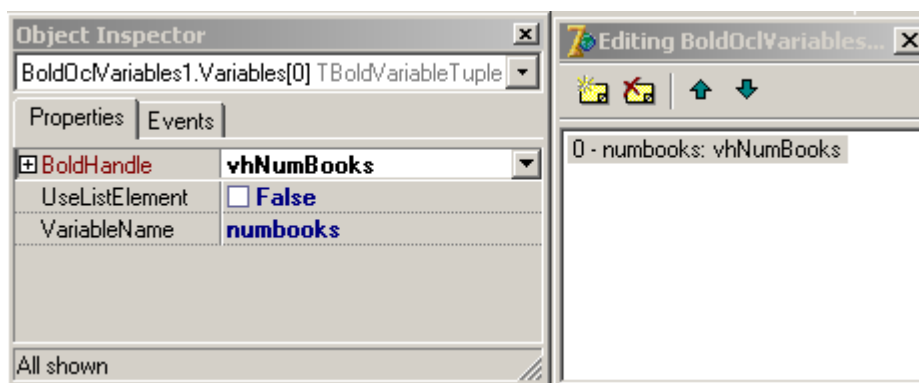 Object Inspector
BoldOclVariables1.Variables[0] TBoldVariableTuple
Properties Events
BoldHandle vhNumBooks
UseListElement False
VariableName numbooks
All shown
Editing BoldOclVariables...
0 - numbooks: vhNumBooks